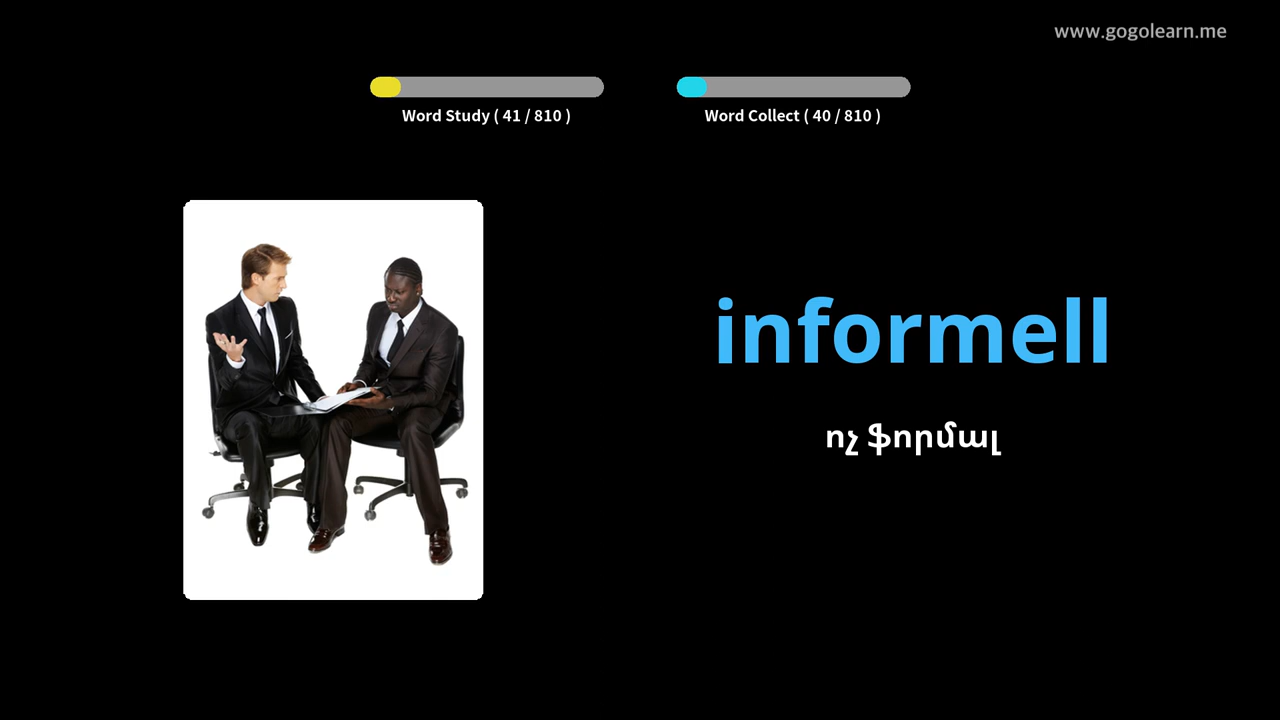 www.gogolearn.me
Word Study ( 41 / 810 )
Word Collect ( 40 / 810 )
informell
ոչ ֆորմալ